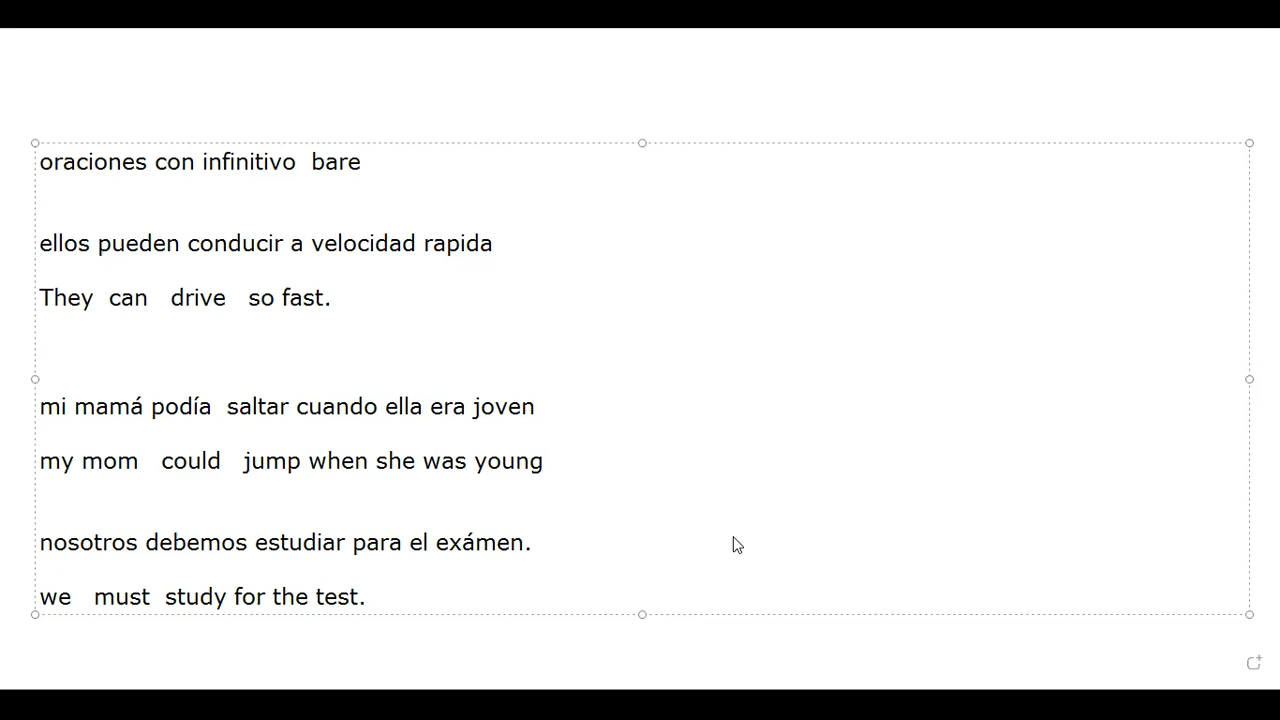 oraciones con infinitivo  bare
ellos pueden conducir a velocidad rapida
They  can   drive   so fast.
mi mamá podía  saltar cuando ella era joven
my mom   could   jump when she was young
nosotros debemos estudiar para el exámen.
we   must  study for the test.